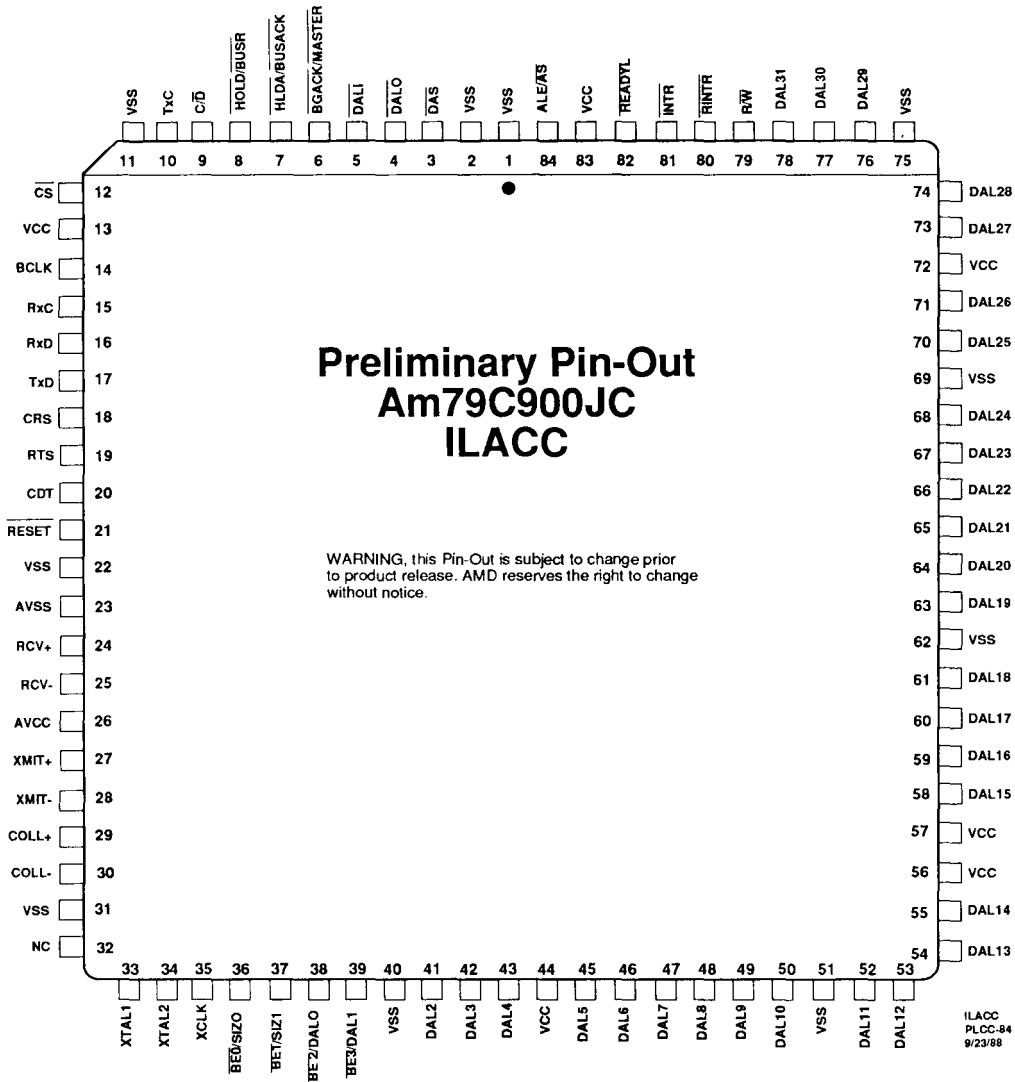 VSS
TxC
C/D
HOLD/BUSR
HLDA/BUSACK
BGACK/MASTER
DALI
DALO
DAS
VSS
VSS
ALE/AS
VCC
READYL
INTR
RINTR
R/W
DAL31
DAL30
DAL29
VSS
11 10 9 8 7 6 5 4 3 2 1 84 83 82 81 80 79 78 77 76 75
CS 12
VCC 13
BCLK 14
RxC 15
RxD 16
TxD 17
CRS 18
RTS 19
CDT 20
RESET 21
VSS 22
AVSS 23
RCV+ 24
RCV- 25
AVCC 26
XMIT+ 27
XMIT- 28
COLL+ 29
COLL- 30
VSS 31
NC 32
Preliminary Pin-Out
Am79C900JC
ILACC
WARNING, this Pin-Out is subject to change prior
to product release. AMD reserves the right to change
without notice.
74 DAL28
73 DAL27
72 VCC
71 DAL26
70 DAL25
69 VSS
68 DAL24
67 DAL23
66 DAL22
65 DAL21
64 DAL20
63 DAL19
62 VSS
61 DAL18
60 DAL17
59 DAL16
58 DAL15
57 VCC
56 VCC
55 DAL14
54 DAL13
33 34 35 36 37 38 39 40 41 42 43 44 45 46 47 48 49 50 51 52 53
XTAL1
XTAL2
XCLK
BE0/SIZ0
BE1/SIZ1
BE2/DAL0
BE3/DAL1
VSS
DAL2
DAL3
DAL4
VCC
DAL5
DAL6
DAL7
DAL8
DAL9
DAL10
VSS
DAL11
DAL12
ILACC
PLCC-84
9/23/88